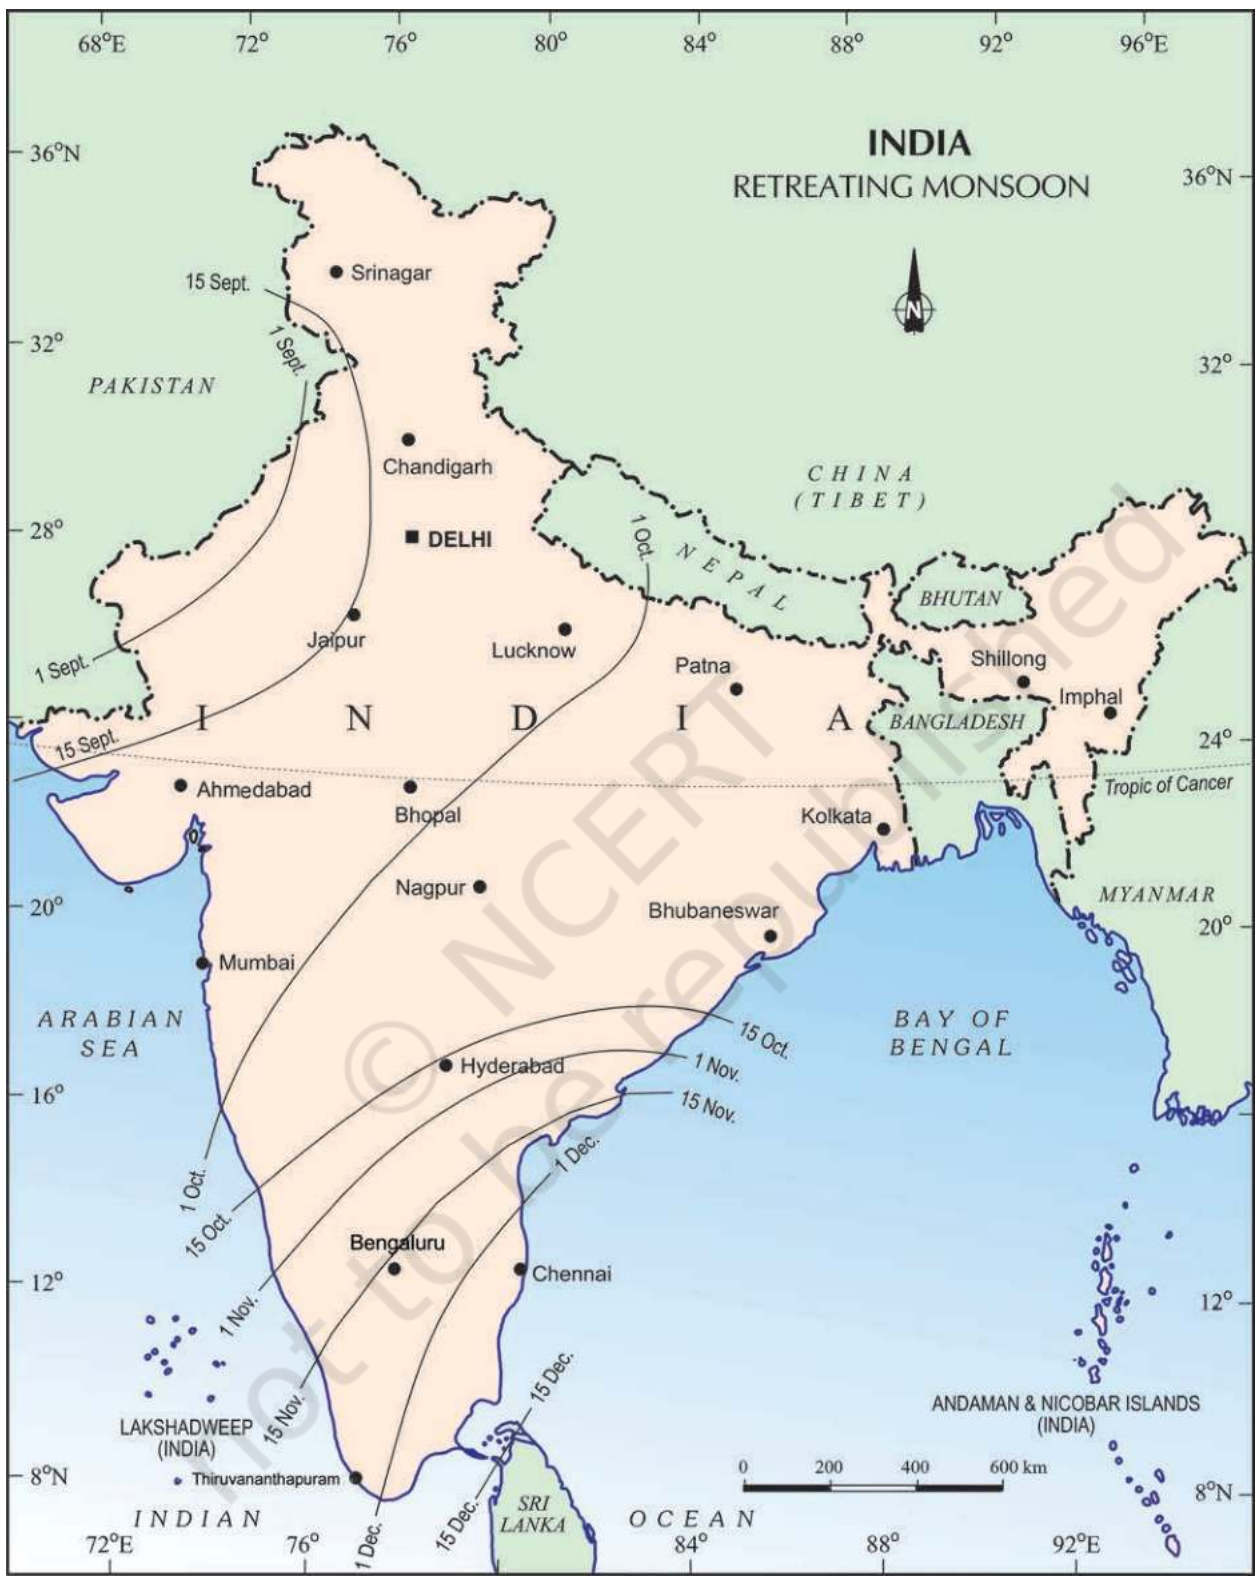 68°E 72° 76° 80° 84° 88° 92° 96°E
INDIA
RETREATING MONSOON
36°N
36°N
N
15 Sept.
Srinagar
1 Sept.
32°
32°
PAKISTAN
Chandigarh
CHINA
(TIBET)
28°
DELHI
1 Oct.
NEPAL
BHUTAN
Jaipur
Lucknow
1 Sept.
Patna
Shillong
Imphal
INDIA
BANGLADESH
15 Sept.
24°
Tropic of Cancer
Ahmedabad
Bhopal
Kolkata
Nagpur
MYANMAR
20°
Bhubaneswar
20°
Mumbai
ARABIAN
SEA
BAY OF
BENGAL
15 Oct.
Hyderabad
1 Nov.
16°
15 Nov.
1 Dec.
1 Oct.
15 Oct.
Bengaluru
Chennai
12°
12°
1 Nov.
15 Dec.
15 Nov.
LAKSHADWEEP
(INDIA)
ANDAMAN & NICOBAR ISLANDS
(INDIA)
8°N
Thiruvananthapuram
0 200 400 600 km
8°N
SRI
LANKA
INDIAN OCEAN
1 Dec.
15 Dec.
72°E 76° 84° 88° 92°E
© NCERT
not to be republished